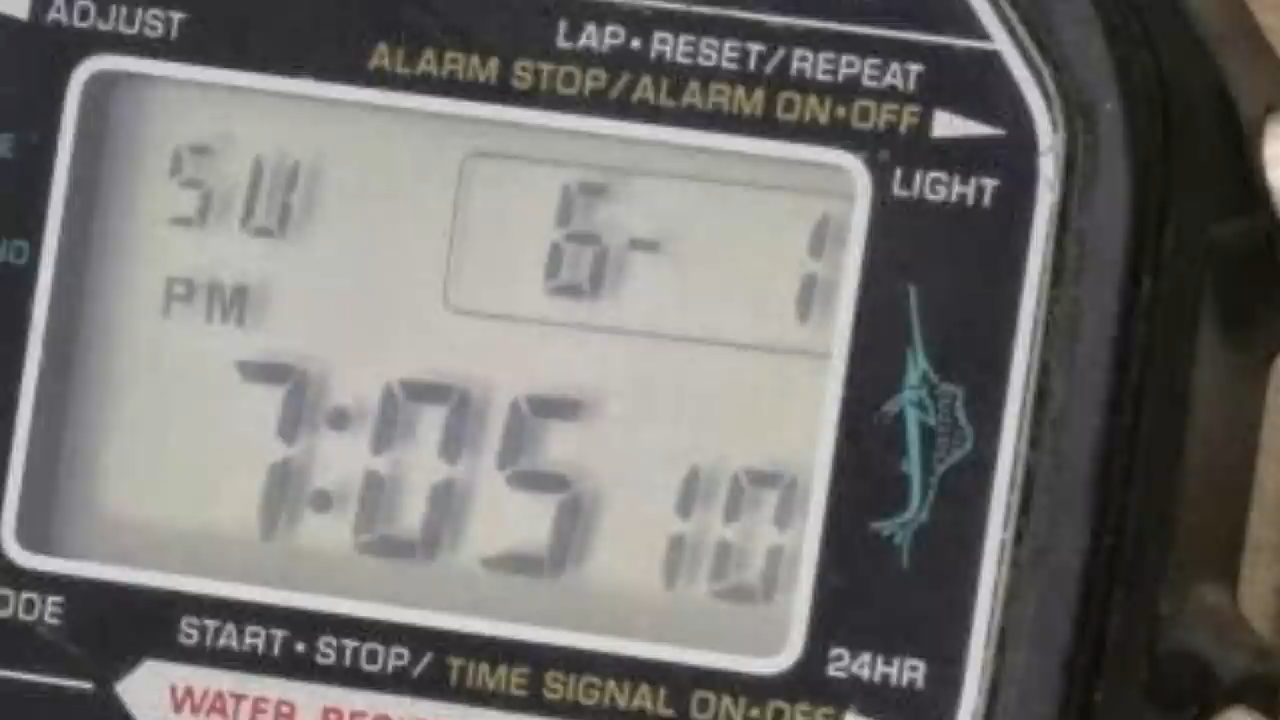 ADJUST
LAP•RESET/REPEAT
ALARM STOP/ALARM ON•OFF
LIGHT
SU 6- 1
PM
7:05 10
START•STOP/ TIME SIGNAL ON•OFF
24HR
WATER